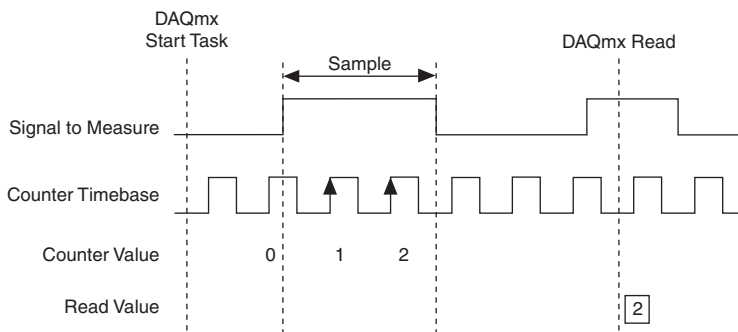 DAQmx
Start Task
DAQmx Read
Sample
Signal to Measure
Counter Timebase
Counter Value 0 1 2
Read Value 2